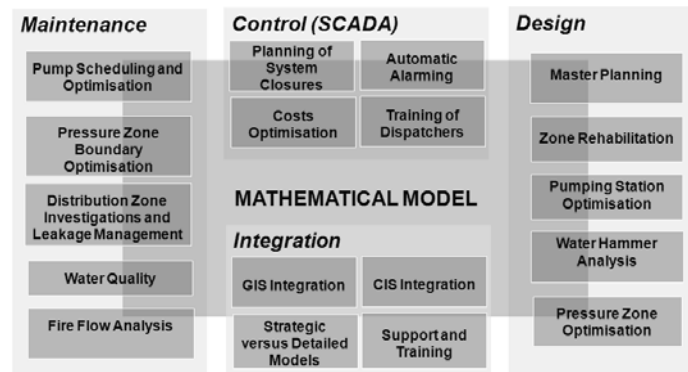 Maintenance
Pump Scheduling and
Optimisation
Pressure Zone
Boundary
Optimisation
Distribution Zone
Investigations and
Leakage Management
Water Quality
Fire Flow Analysis
Control (SCADA)
Planning of
System
Closures
Automatic
Alarming
Costs
Optimisation
Training of
Dispatchers
MATHEMATICAL MODEL
Integration
GIS Integration
CIS Integration
Strategic
versus Detailed
Models
Support and
Training
Design
Master Planning
Zone Rehabilitation
Pumping Station
Optimisation
Water Hammer
Analysis
Pressure Zone
Optimisation